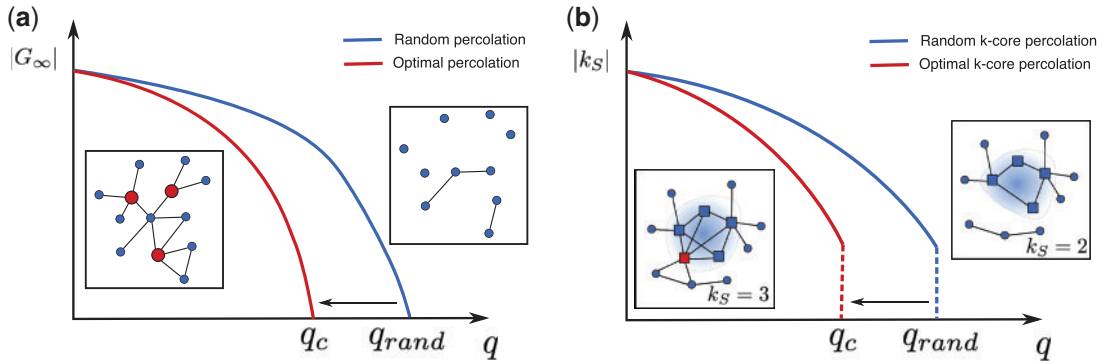 (a)
|G∞|
Random percolation
Optimal percolation
q_c
q_rand
q
(b)
|k_S|
Random k-core percolation
Optimal k-core percolation
k_S = 3
k_S = 2
q_c
q_rand
q